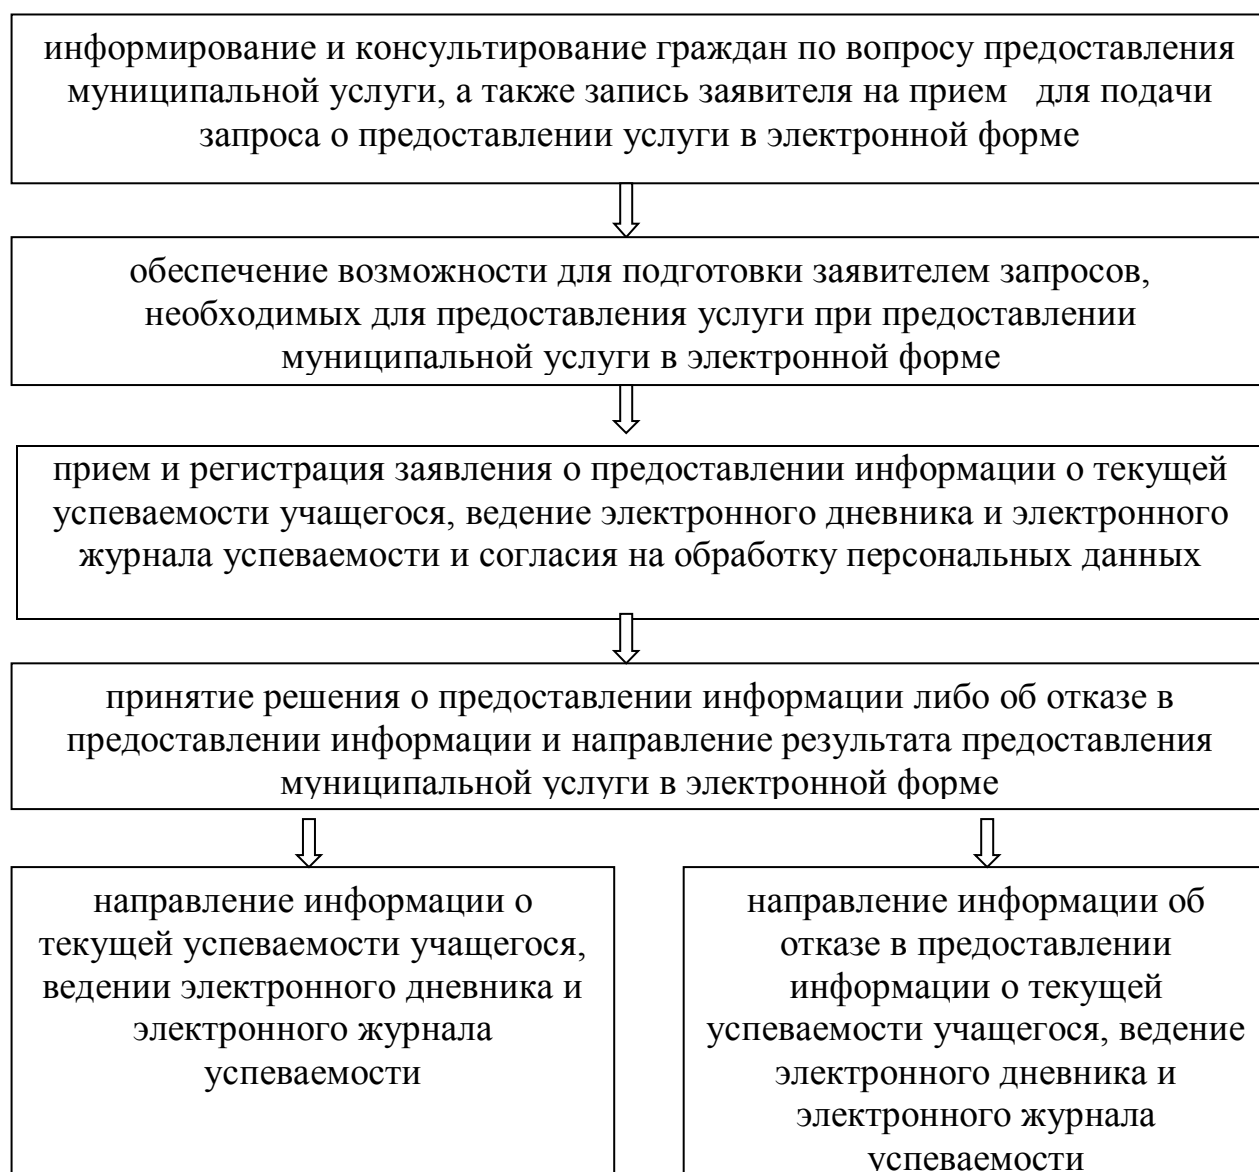 информирование и консультирование граждан по вопросу предоставления
муниципальной услуги, а также запись заявителя на прием   для подачи
запроса о предоставлении услуги в электронной форме
обеспечение возможности для подготовки заявителем запросов,
необходимых для предоставления услуги при предоставлении
муниципальной услуги в электронной форме
прием и регистрация заявления о предоставлении информации о текущей
успеваемости учащегося, ведение электронного дневника и электронного
журнала успеваемости и согласия на обработку персональных данных
принятие решения о предоставлении информации либо об отказе в
предоставлении информации и направление результата предоставления
муниципальной услуги в электронной форме
направление информации о
текущей успеваемости учащегося,
ведении электронного дневника и
электронного журнала
успеваемости
направление информации об
отказе в предоставлении
информации о текущей
успеваемости учащегося, ведение
электронного дневника и
электронного журнала
успеваемости